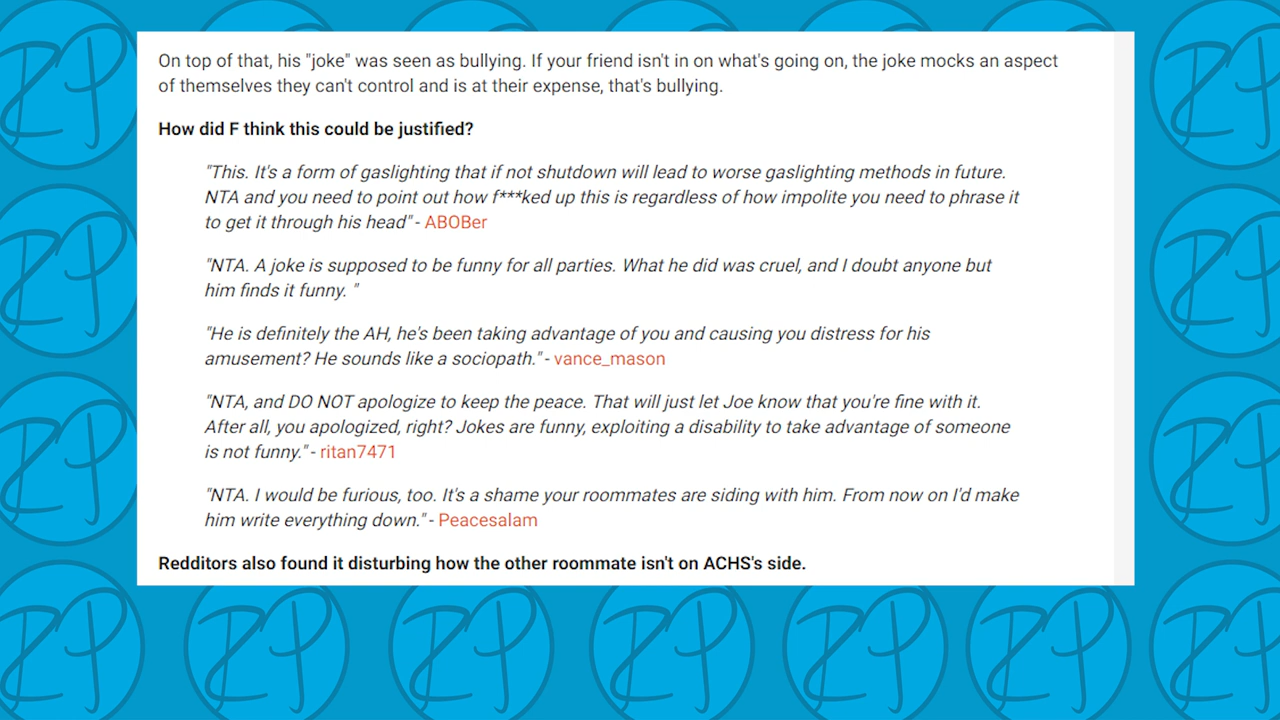 On top of that, his "joke" was seen as bullying. If your friend isn't in on what's going on, the joke mocks an aspect
of themselves they can't control and is at their expense, that's bullying.
How did F think this could be justified?
"This. It's a form of gaslighting that if not shutdown will lead to worse gaslighting methods in future.
NTA and you need to point out how f***ked up this is regardless of how impolite you need to phrase it
to get it through his head" - ABOBer
"NTA. A joke is supposed to be funny for all parties. What he did was cruel, and I doubt anyone but
him finds it funny. "
"He is definitely the AH, he's been taking advantage of you and causing you distress for his
amusement? He sounds like a sociopath." - vance_mason
"NTA, and DO NOT apologize to keep the peace. That will just let Joe know that you're fine with it.
After all, you apologized, right? Jokes are funny, exploiting a disability to take advantage of someone
is not funny." - ritan7471
"NTA. I would be furious, too. It's a shame your roommates are siding with him. From now on I'd make
him write everything down." - Peacesalam
Redditors also found it disturbing how the other roommate isn't on ACHS's side.